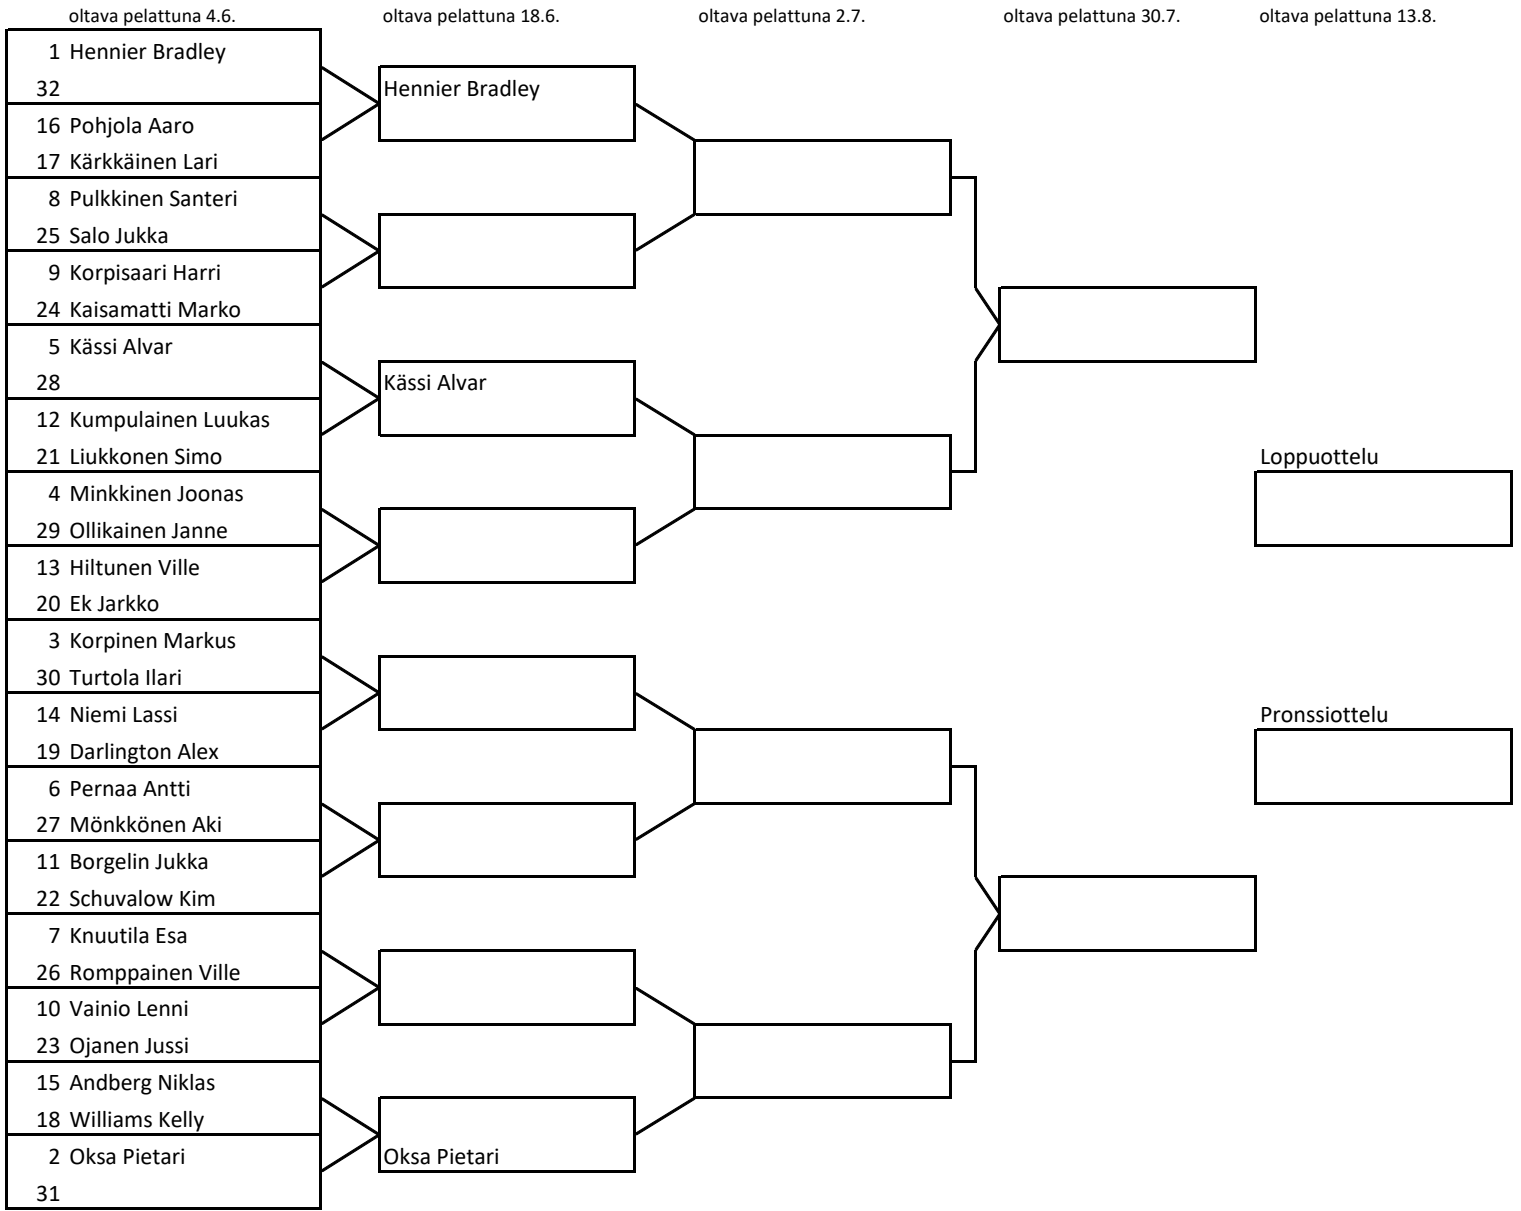 oltava pelattuna 4.6.
oltava pelattuna 18.6.
oltava pelattuna 2.7.
oltava pelattuna 30.7.
oltava pelattuna 13.8.
1 Hennier Bradley
32
16 Pohjola Aaro
17 Kärkkäinen Lari
8 Pulkkinen Santeri
25 Salo Jukka
9 Korpisaari Harri
24 Kaisamatti Marko
5 Kässi Alvar
28
12 Kumpulainen Luukas
21 Liukkonen Simo
4 Minkkinen Joonas
29 Ollikainen Janne
13 Hiltunen Ville
20 Ek Jarkko
3 Korpinen Markus
30 Turtola Ilari
14 Niemi Lassi
19 Darlington Alex
6 Pernaa Antti
27 Mönkkönen Aki
11 Borgelin Jukka
22 Schuvalow Kim
7 Knuutila Esa
26 Romppainen Ville
10 Vainio Lenni
23 Ojanen Jussi
15 Andberg Niklas
18 Williams Kelly
2 Oksa Pietari
31
Hennier Bradley
Kässi Alvar
Oksa Pietari
Loppuottelu
Pronssiottelu